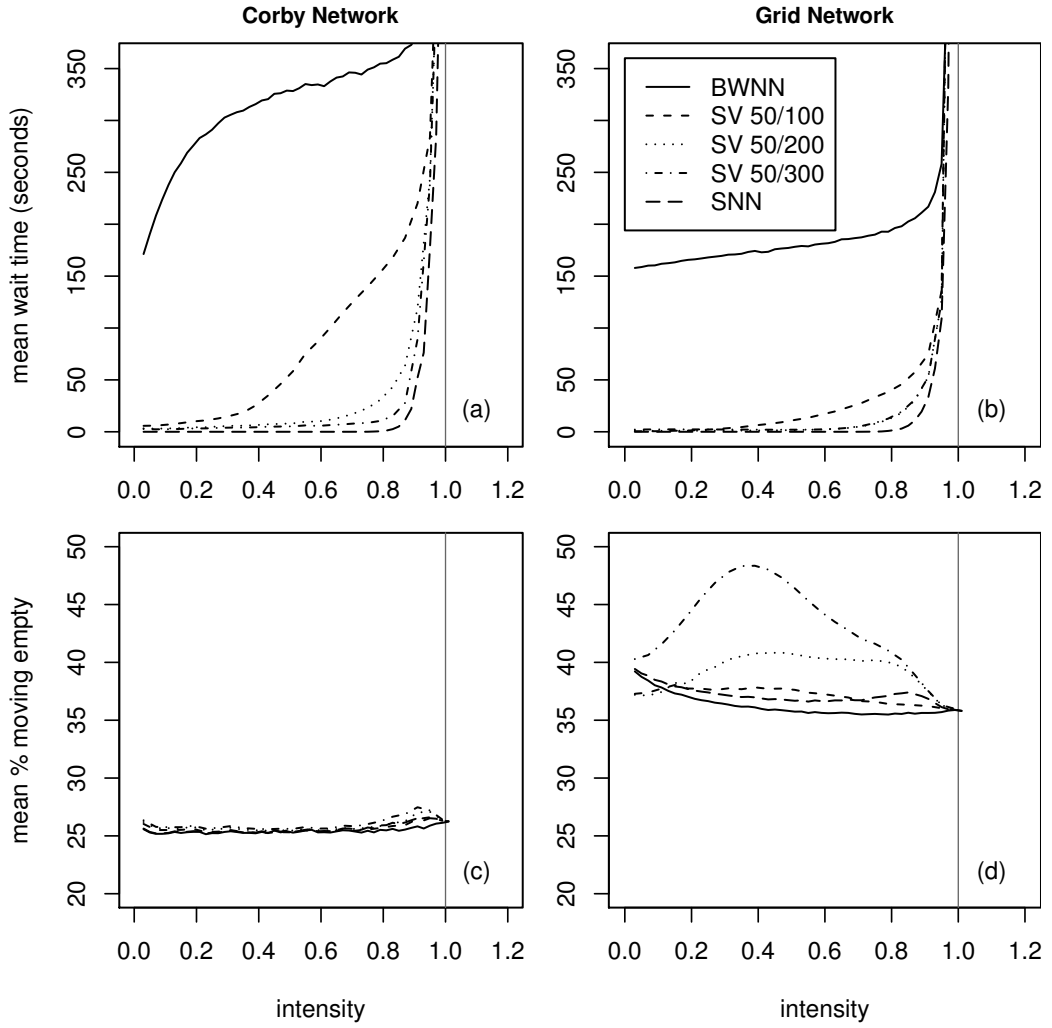 Corby Network
Grid Network
mean wait time (seconds)
350
250
150
50
0
(a)
0.0 0.2 0.4 0.6 0.8 1.0 1.2
350
250
150
50
0
BWNN
SV 50/100
SV 50/200
SV 50/300
SNN
(b)
0.0 0.2 0.4 0.6 0.8 1.0 1.2
mean % moving empty
50
45
40
35
30
25
20
(c)
0.0 0.2 0.4 0.6 0.8 1.0 1.2
intensity
50
45
40
35
30
25
20
(d)
0.0 0.2 0.4 0.6 0.8 1.0 1.2
intensity